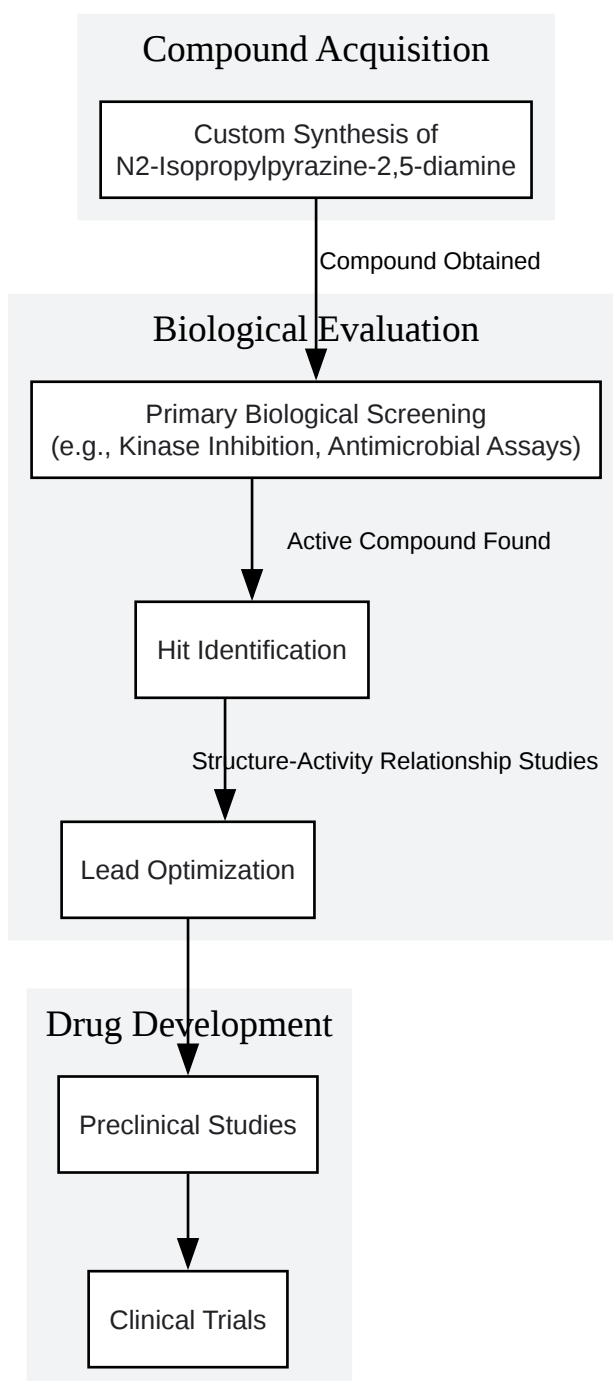 Compound Acquisition
Custom Synthesis of
N2-Isopropylpyrazine-2,5-diamine
Compound Obtained
Biological Evaluation
Primary Biological Screening
(e.g., Kinase Inhibition, Antimicrobial Assays)
Active Compound Found
Hit Identification
Structure-Activity Relationship Studies
Lead Optimization
Drug Development
Preclinical Studies
Clinical Trials